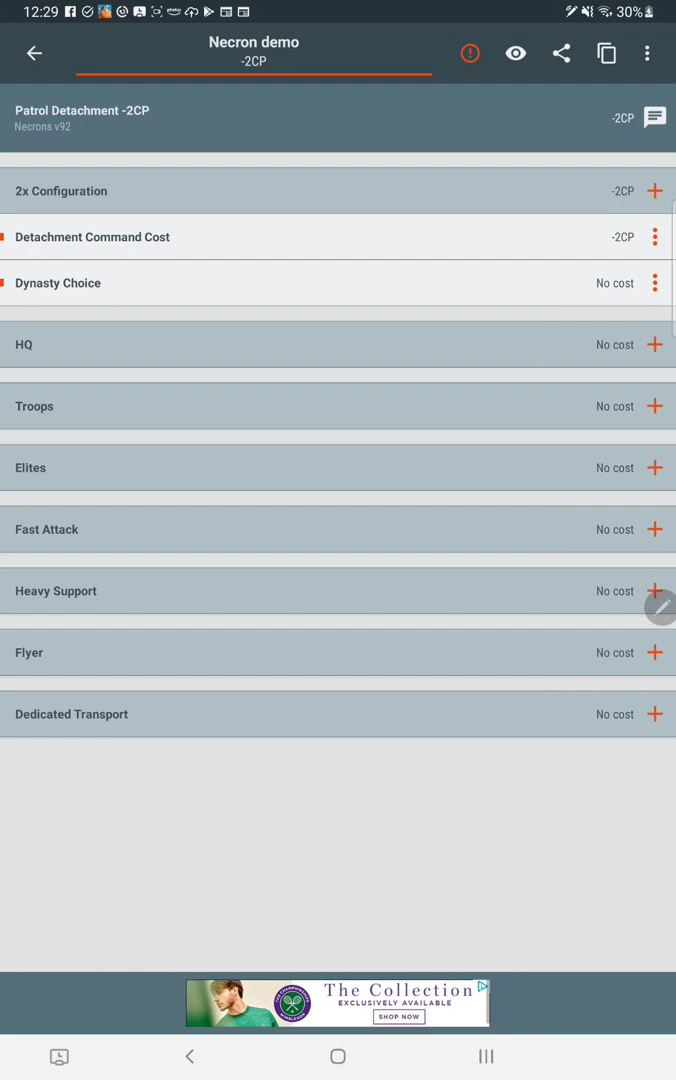 12:29
30%
Necron demo
-2CP
Patrol Detachment -2CP
Necrons v92
-2CP
2x Configuration -2CP
Detachment Command Cost -2CP
Dynasty Choice No cost
HQ No cost
Troops No cost
Elites No cost
Fast Attack No cost
Heavy Support No cost
Flyer No cost
Dedicated Transport No cost
The Collection
EXCLUSIVELY AVAILABLE
SHOP NOW